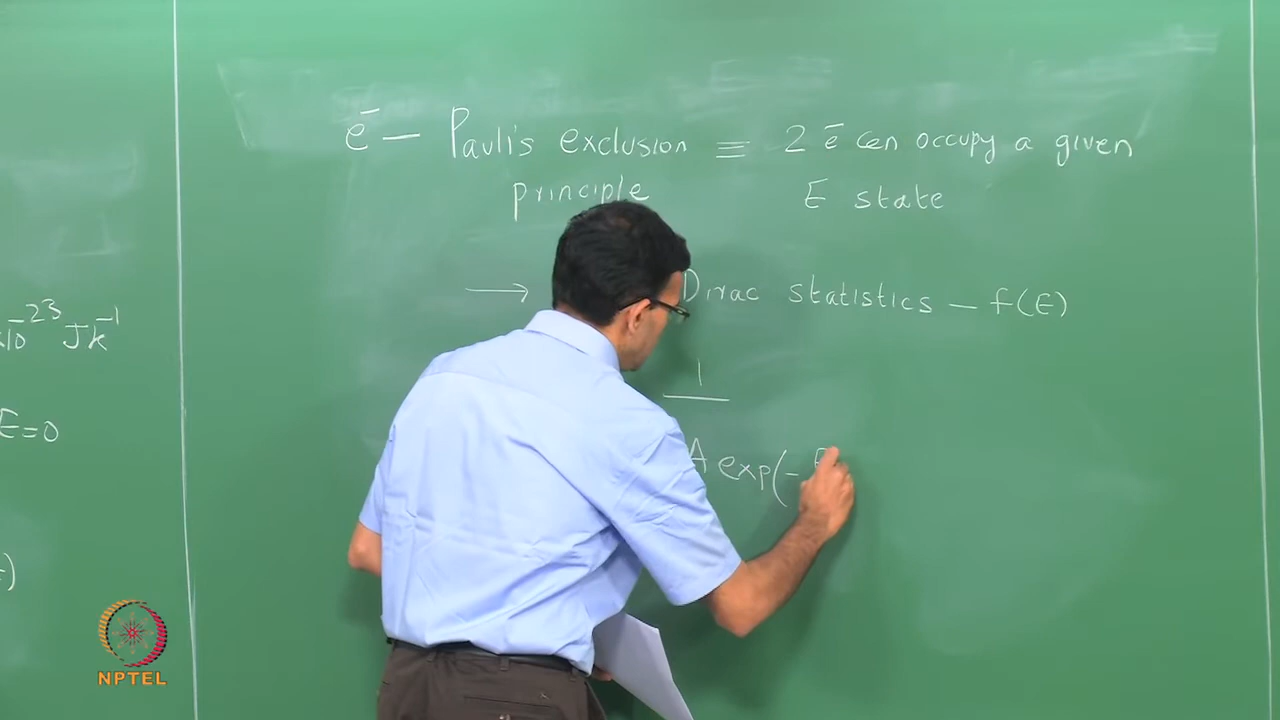 e⁻ — Pauli's exclusion ≡ 2 e⁻ can occupy a given
principle E state
→ Dirac statistics — f(E)
1
A exp(-
10⁻²³ JK⁻¹
E=0
NPTEL